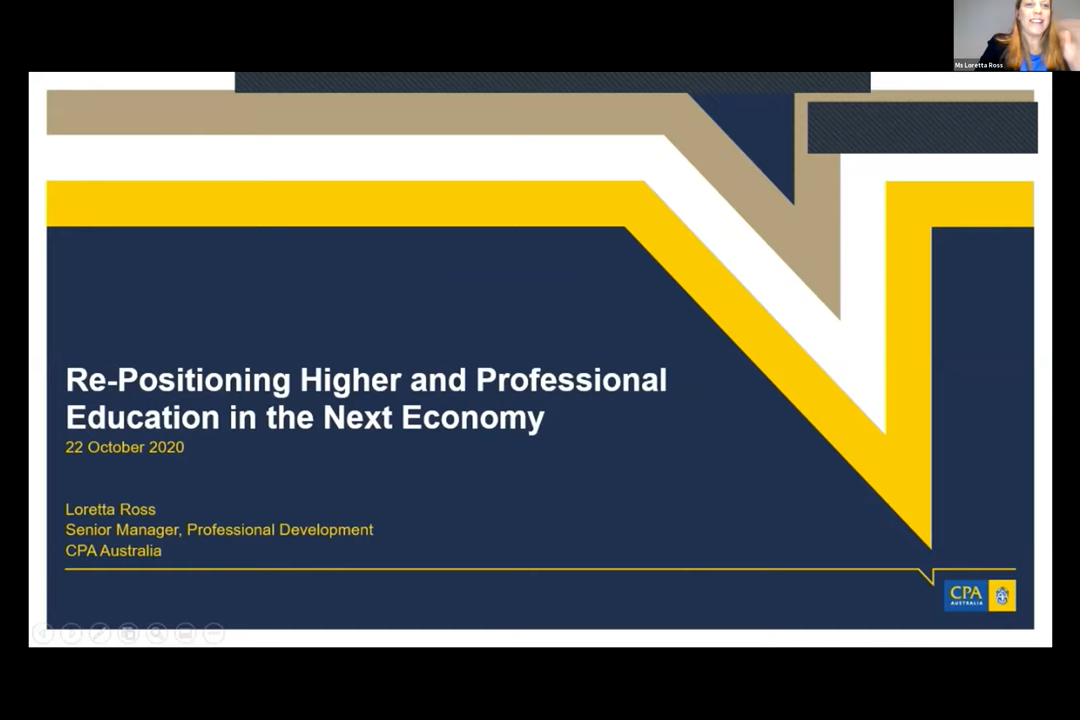 Ms Loretta Ross
Re-Positioning Higher and Professional
Education in the Next Economy
22 October 2020
Loretta Ross
Senior Manager, Professional Development
CPA Australia
CPA
AUSTRALIA